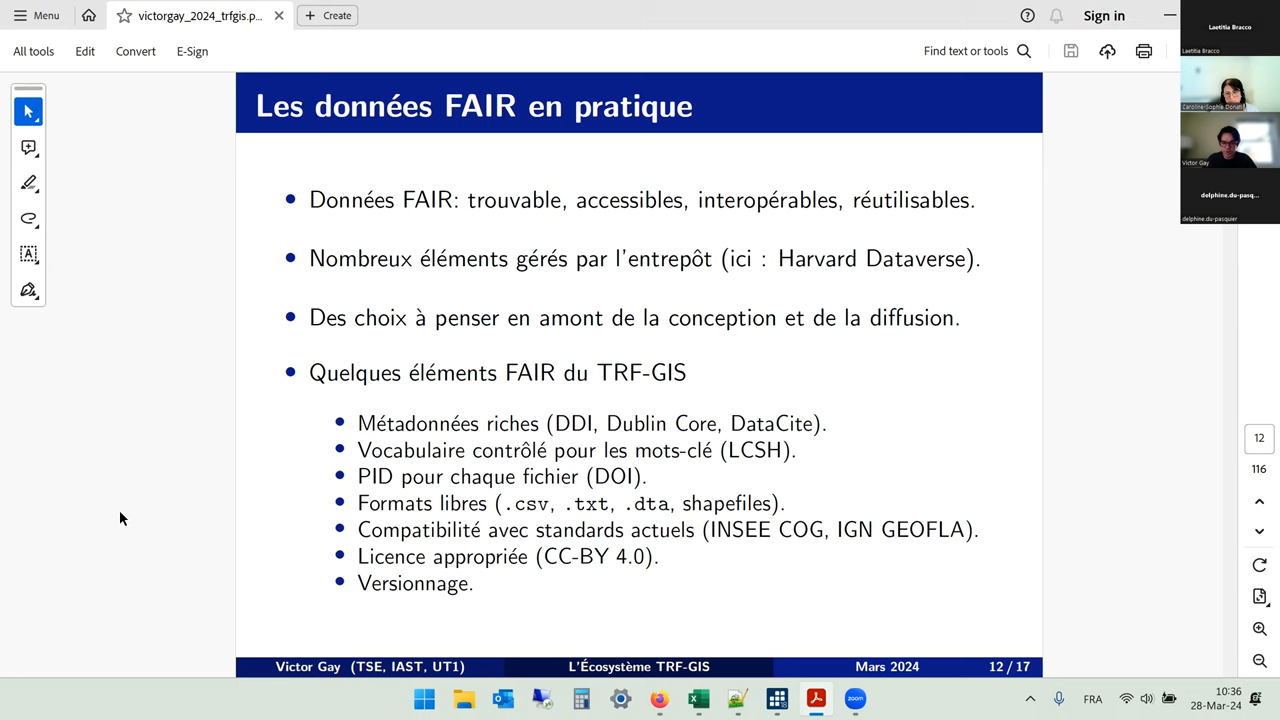 Menu
victorgay_2024_trfgis.p...
Create
Sign in
All tools
Edit
Convert
E-Sign
Find text or tools
Laetitia Bracco
Laetitia Bracco
Caroline-Sophie Donati
Victor Gay
delphine.du-pasq...
delphine.du-pasquier
Les données FAIR en pratique
Données FAIR: trouvable, accessibles, interopérables, réutilisables.
Nombreux éléments gérés par l'entrepôt (ici : Harvard Dataverse).
Des choix à penser en amont de la conception et de la diffusion.
Quelques éléments FAIR du TRF-GIS
Métadonnées riches (DDI, Dublin Core, DataCite).
Vocabulaire contrôlé pour les mots-clé (LCSH).
PID pour chaque fichier (DOI).
Formats libres (.csv, .txt, .dta, shapefiles).
Compatibilité avec standards actuels (INSEE COG, IGN GEOFLA).
Licence appropriée (CC-BY 4.0).
Versionnage.
12
116
Victor Gay (TSE, IAST, UT1)
L'Écosystème TRF-GIS
Mars 2024
12 / 17
zoom
FRA
10:36
28-Mar-24